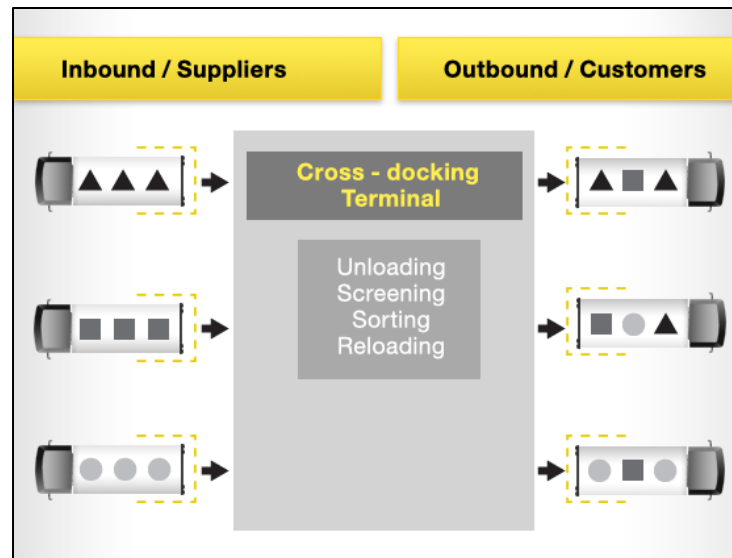 Inbound / Suppliers
Outbound / Customers
Cross - docking
Terminal
Unloading
Screening
Sorting
Reloading